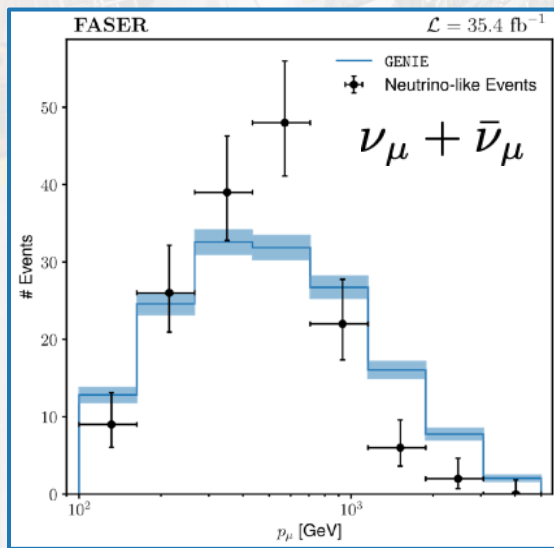 FASER
ℒ = 35.4 fb⁻¹
GENIE
Neutrino-like Events
ν_μ + ν̄_μ
# Events
50
40
30
20
10
0
10²
10³
p_μ [GeV]